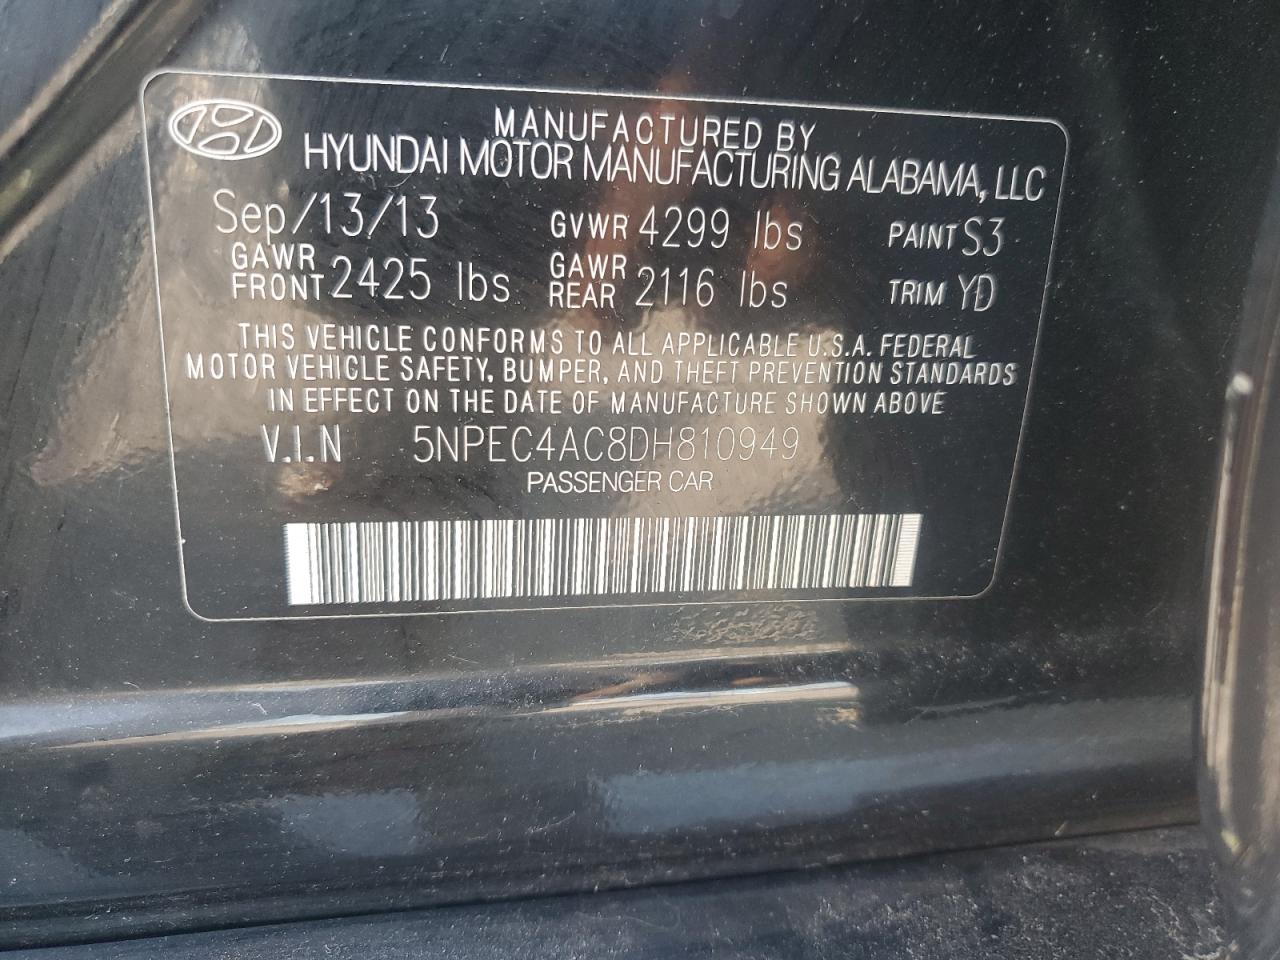 MANUFACTURED BY
HYUNDAI MOTOR MANUFACTURING ALABAMA, LLC
Sep/13/13 GVWR 4299 lbs PAINT S3
GAWR FRONT 2425 lbs GAWR REAR 2116 lbs TRIM YD
THIS VEHICLE CONFORMS TO ALL APPLICABLE U.S.A. FEDERAL
MOTOR VEHICLE SAFETY, BUMPER, AND THEFT PREVENTION STANDARDS
IN EFFECT ON THE DATE OF MANUFACTURE SHOWN ABOVE
V.I.N 5NPEC4AC8DH810949
PASSENGER CAR